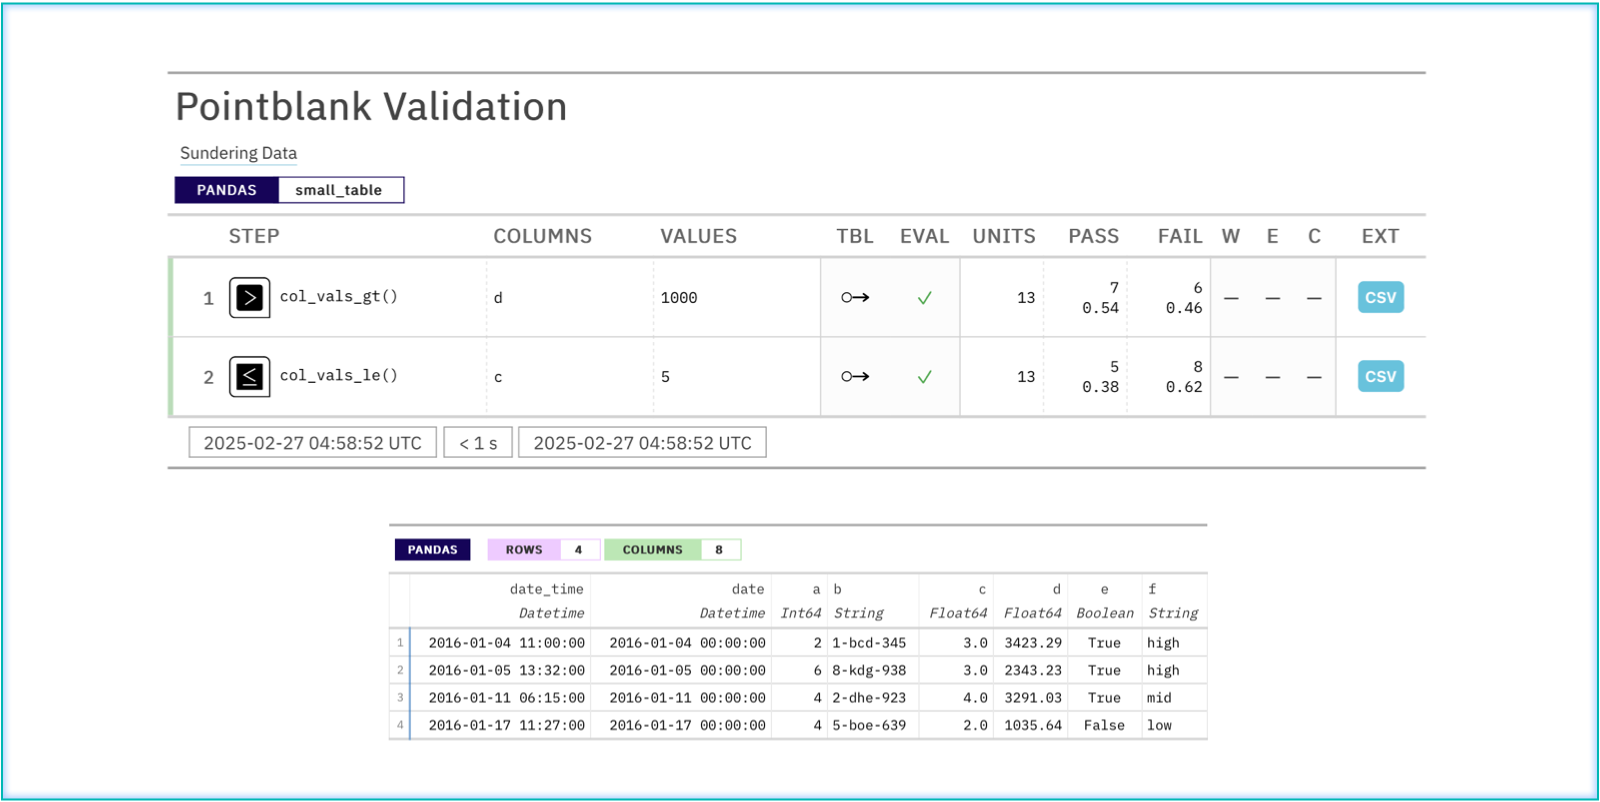 Pointblank Validation
Sundering Data
PANDAS small_table
STEP COLUMNS VALUES TBL EVAL UNITS PASS FAIL W E C EXT
1 > col_vals_gt() d 1000 ○→ ✓ 13 7 0.54 6 0.46 — — — CSV
2 ≤ col_vals_le() c 5 ○→ ✓ 13 5 0.38 8 0.62 — — — CSV
2025-02-27 04:58:52 UTC < 1 s 2025-02-27 04:58:52 UTC
PANDAS ROWS 4 COLUMNS 8
date_time date a b c d e f
Datetime Datetime Int64 String Float64 Float64 Boolean String
1 2016-01-04 11:00:00 2016-01-04 00:00:00 2 1-bcd-345 3.0 3423.29 True high
2 2016-01-05 13:32:00 2016-01-05 00:00:00 6 8-kdg-938 3.0 2343.23 True high
3 2016-01-11 06:15:00 2016-01-11 00:00:00 4 2-dhe-923 4.0 3291.03 True mid
4 2016-01-17 11:27:00 2016-01-17 00:00:00 4 5-boe-639 2.0 1035.64 False low